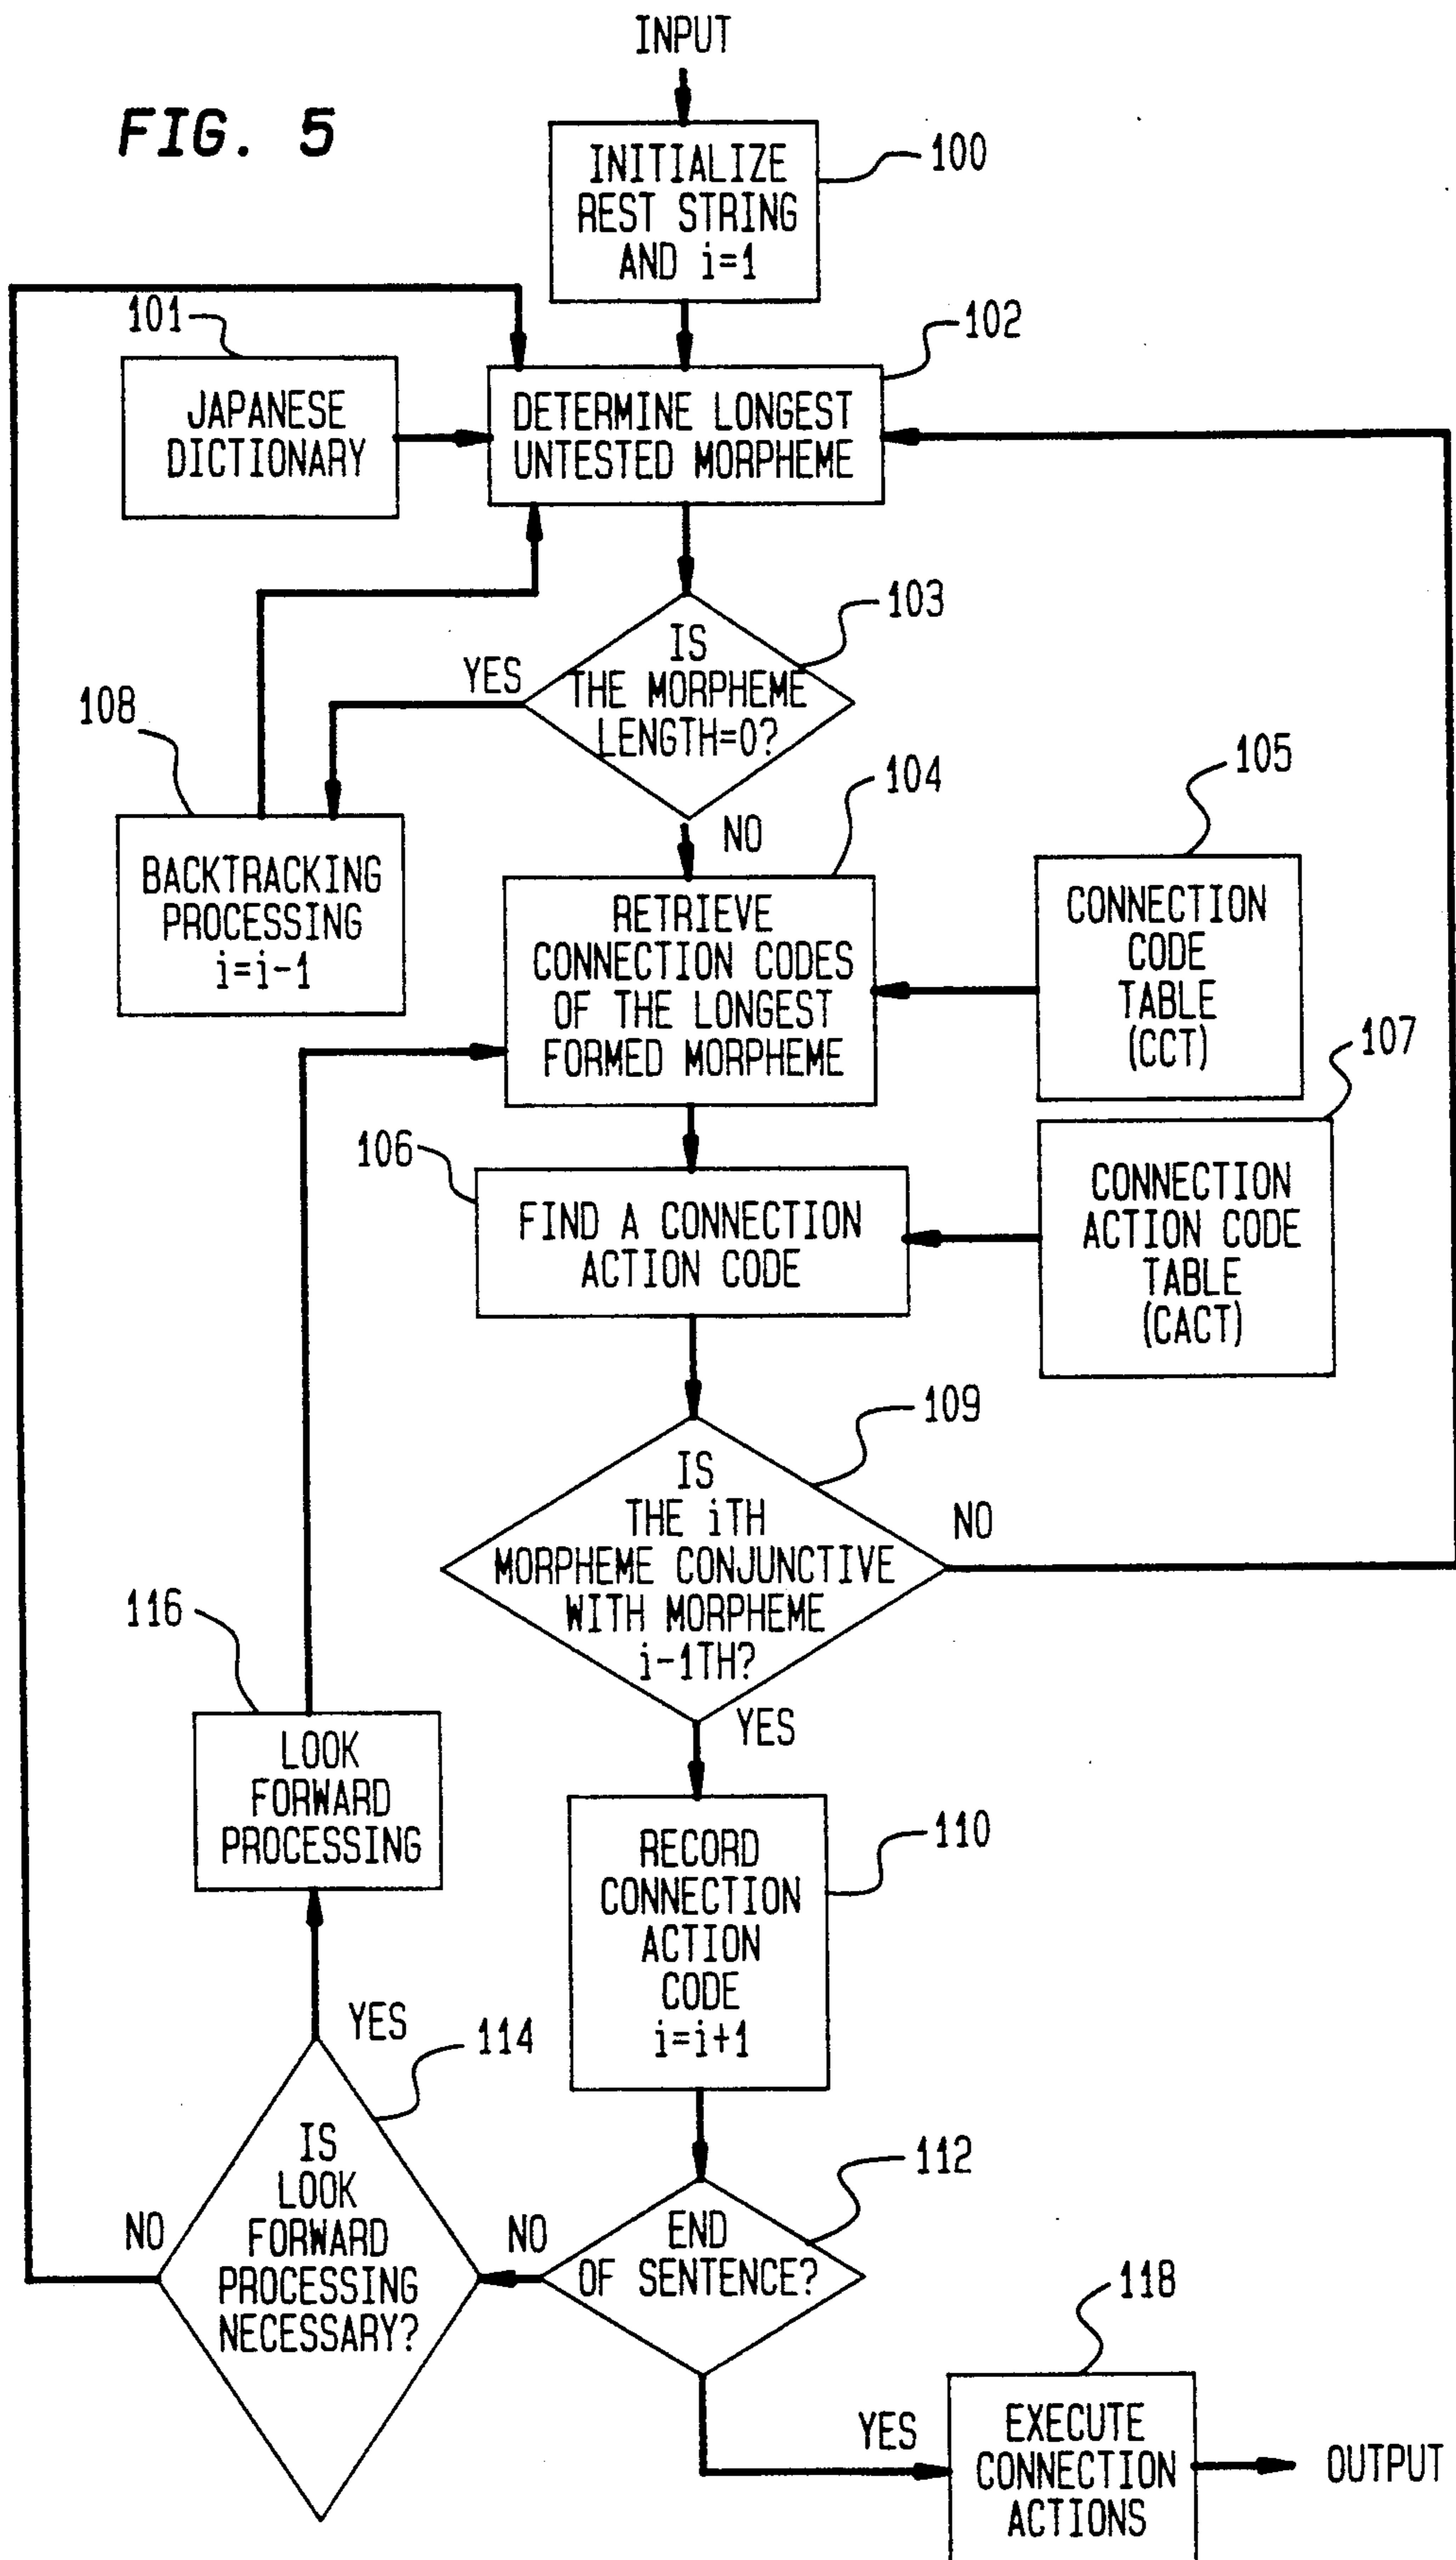 INPUT
FIG. 5
INITIALIZE
REST STRING
AND i=1
100
101
JAPANESE
DICTIONARY
102
DETERMINE LONGEST
UNTESTED MORPHEME
103
IS
THE MORPHEME
LENGTH=0?
YES
NO
108
BACKTRACKING
PROCESSING
i=i-1
104
RETRIEVE
CONNECTION CODES
OF THE LONGEST
FORMED MORPHEME
105
CONNECTION
CODE
TABLE
(CCT)
106
FIND A CONNECTION
ACTION CODE
107
CONNECTION
ACTION CODE
TABLE
(CACT)
109
IS
THE iTH
MORPHEME CONJUNCTIVE
WITH MORPHEME
i-1TH?
NO
YES
116
LOOK
FORWARD
PROCESSING
110
RECORD
CONNECTION
ACTION
CODE
i=i+1
YES
114
IS
LOOK
FORWARD
PROCESSING
NECESSARY?
NO
112
END
OF SENTENCE?
NO
YES
118
EXECUTE
CONNECTION
ACTIONS
OUTPUT